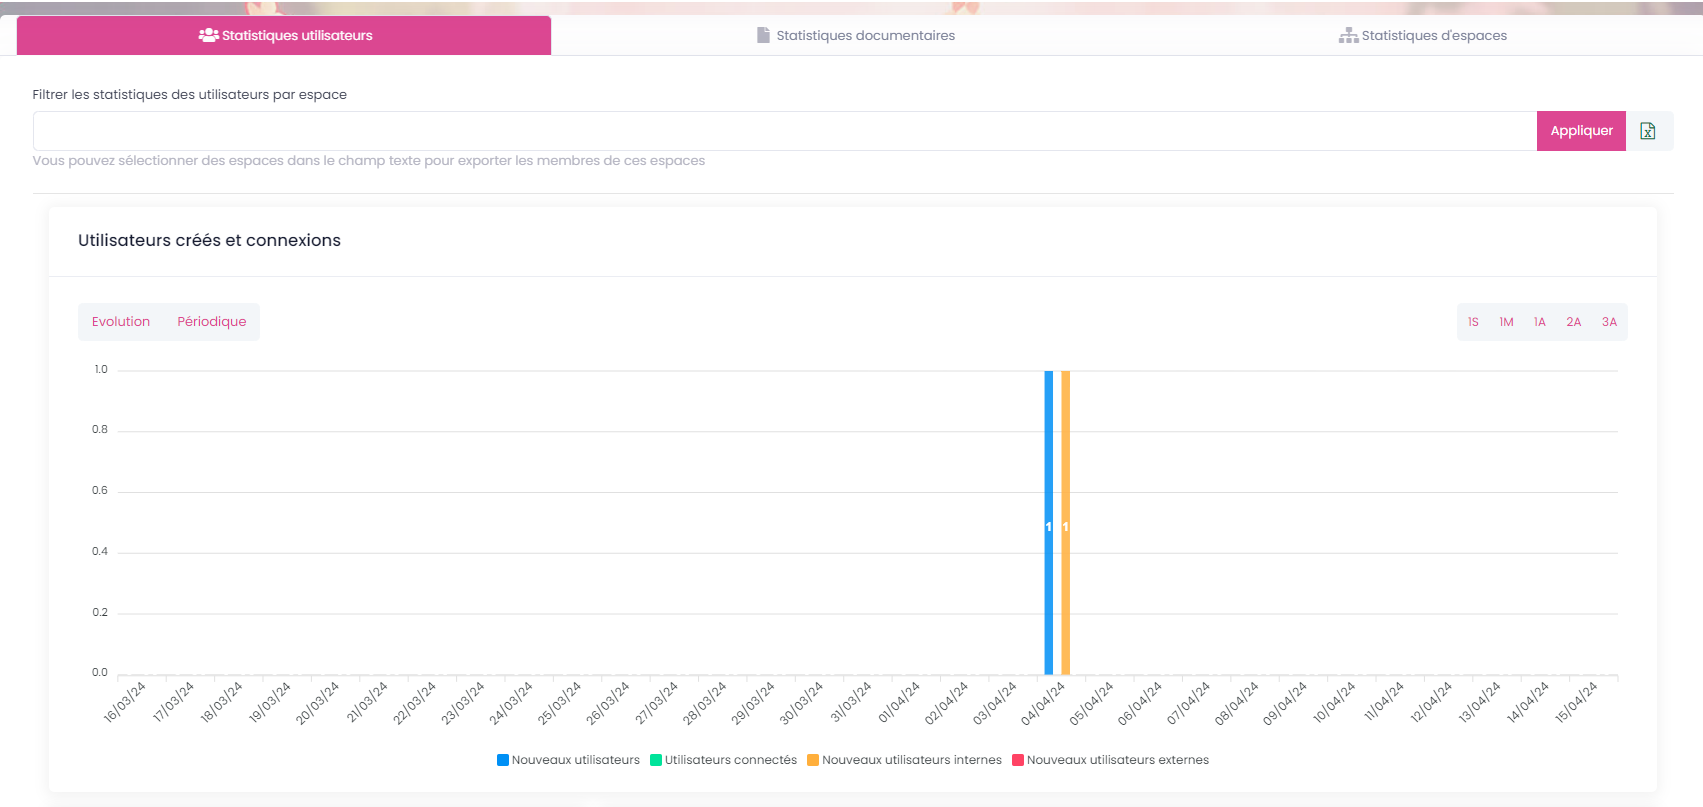 Statistiques utilisateurs
Statistiques documentaires
Statistiques d'espaces
Filtrer les statistiques des utilisateurs par espace
Appliquer
Vous pouvez sélectionner des espaces dans le champ texte pour exporter les membres de ces espaces
Utilisateurs créés et connexions
Evolution Périodique
1S 1M 1A 2A 3A
1.0
0.8
0.6
0.4
0.2
0.0
1 1
16/03/24 17/03/24 18/03/24 19/03/24 20/03/24 21/03/24 22/03/24 23/03/24 24/03/24 25/03/24 26/03/24 27/03/24 28/03/24 29/03/24 30/03/24 31/03/24 01/04/24 02/04/24 03/04/24 04/04/24 05/04/24 06/04/24 07/04/24 08/04/24 09/04/24 10/04/24 11/04/24 12/04/24 13/04/24 14/04/24 15/04/24
Nouveaux utilisateurs Utilisateurs connectés Nouveaux utilisateurs internes Nouveaux utilisateurs externes